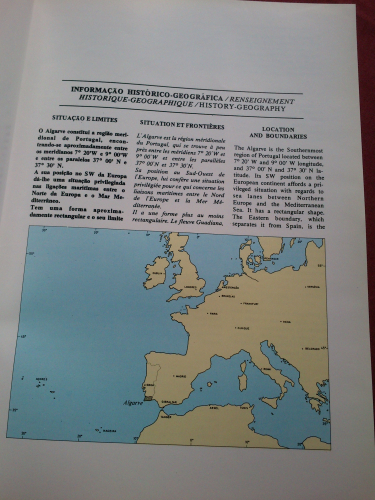 INFORMAÇÃO HISTÓRICO-GEOGRÁFICA / RENSEIGNEMENT
HISTORIQUE-GEOGRAPHIQUE / HISTORY-GEOGRAPHY
SITUAÇÃO E LIMITES
O Algarve constitui a região meri-
dional de Portugal, encon-
trando-se aproximadamente entre
os meridianos 7° 20'W e 9°00'W
e entre os paralelos 37° 00' N e
37° 30' N.
A sua posição no SW da Europa
dá-lhe uma situação privilegiada
nas ligações marítimas entre o
Norte da Europa e o Mar Me-
diterrâneo.
Tem uma forma aproxima-
damente rectangular e o seu limite
SITUATION ET FRONTIÈRES
L'Algarve est la région méridionale
du Portugal, qui se trouve à peu
près entre les méridiens 7° 20' W et
9° 00' W et entre les parallèles
37° 00' N et 37° 30' N.
Sa position au Sud-Ouest de
l'Europe, lui confère une situation
privilégiée pour ce qui concerne les
liaisons maritimes entre le Nord
de l'Europe et la Mer Mé-
diterranée.
Il a une forme plus au moins
rectangulaire. Le fleuve Guadiana,
LOCATION
AND BOUNDARIES
The Algarve is the Southernmost
region of Portugal located between
7° 20' W and 9° 00' W longitude,
and 37° 00' N and 37° 30' N la-
titude. Its SW position on the
European continent affords a pri-
vileged situation with regards to
sea lanes between Northern
Europe and the Mediterranean
Sea. It has a rectangular shape.
The Eastern boundary, which
separates it from Spain, is the
PARIS
MADRID
GIBRALTAR
Algarve